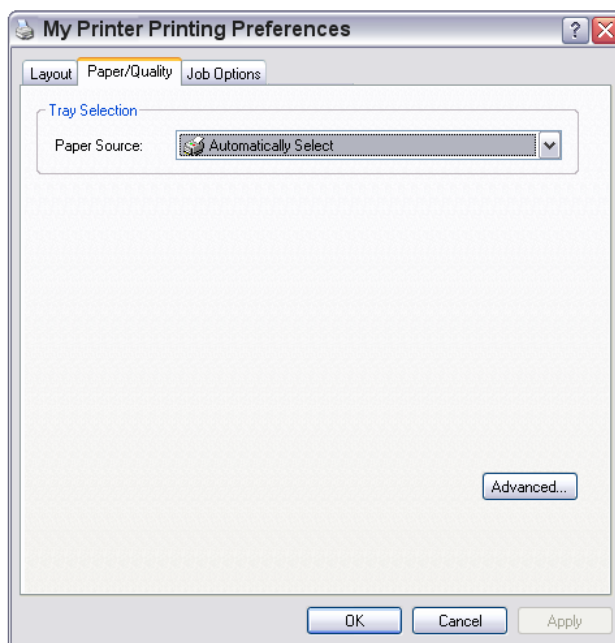 My Printer Printing Preferences
Layout Paper/Quality Job Options
Tray Selection
Paper Source: Automatically Select
Advanced...
OK Cancel Apply